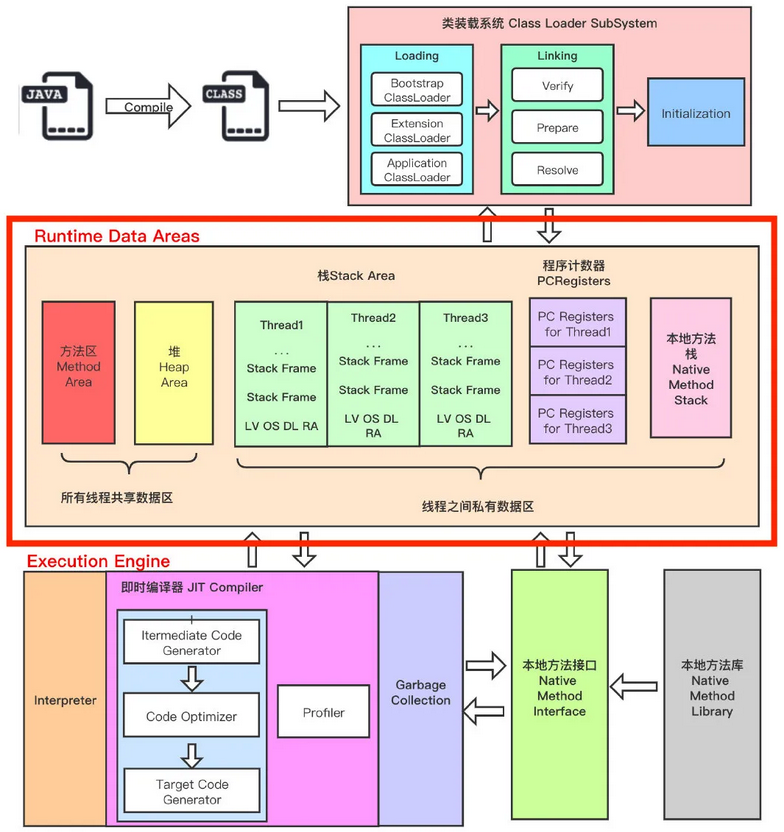 类装载系统 Class Loader SubSystem
JAVA
Compile
CLASS
Loading
Bootstrap
ClassLoader
Extension
ClassLoader
Application
ClassLoader
Linking
Verify
Prepare
Resolve
Initialization
Runtime Data Areas
栈Stack Area
程序计数器
PCRegisters
方法区
Method
Area
堆
Heap
Area
Thread1
...
Stack Frame
Stack Frame
LV OS DL RA
Thread2
...
Stack Frame
Stack Frame
LV OS DL
RA
Thread3
...
Stack Frame
Stack Frame
LV OS DL
RA
PC Registers
for Thread1
PC Registers
for Thread2
PC Registers
for Thread3
本地方法
栈
Native
Method
Stack
所有线程共享数据区
线程之间私有数据区
Execution Engine
Interpreter
即时编译器 JIT Compiler
Itermediate Code
Generator
Code Optimizer
Target Code
Generator
Profiler
Garbage
Collection
本地方法接口
Native
Method
Interface
本地方法库
Native
Method
Library